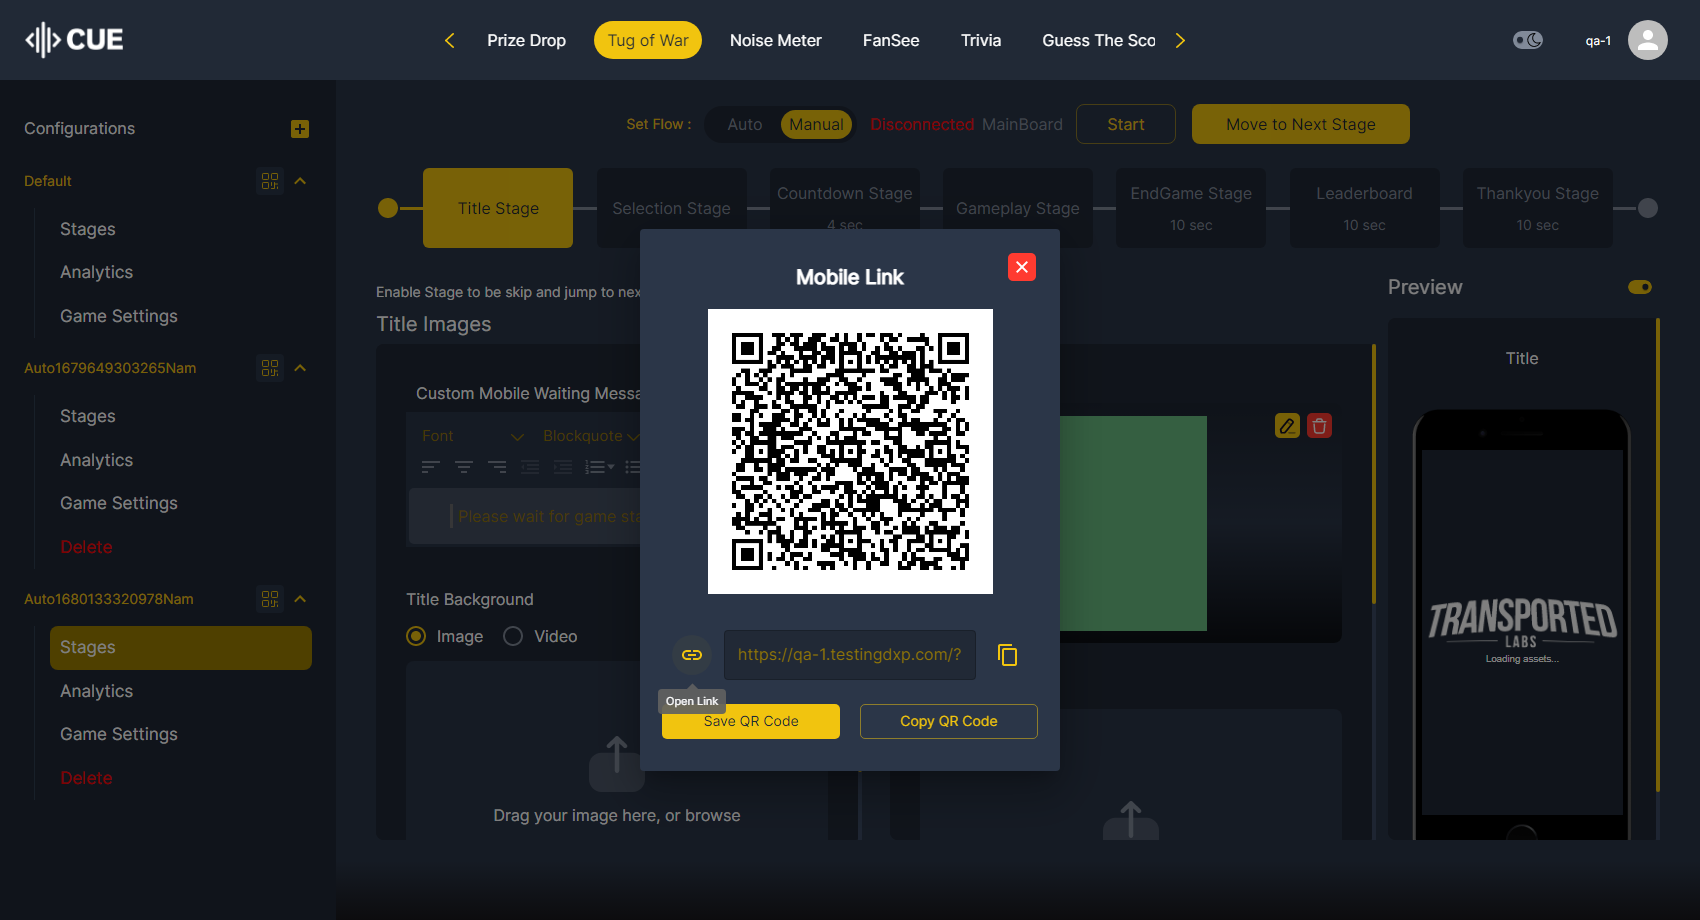 CUE
Prize Drop
Tug of War
Noise Meter
FanSee
Trivia
Guess The Sco
qa-1
Configurations
Default
Stages
Analytics
Game Settings
Auto1679649303265Nam
Stages
Analytics
Game Settings
Delete
Auto1680133320978Nam
Stages
Analytics
Game Settings
Delete
Set Flow :
Auto
Manual
Disconnected MainBoard
Start
Move to Next Stage
Title Stage
Selection Stage
Countdown Stage
4 sec
Gameplay Stage
EndGame Stage
10 sec
Leaderboard
10 sec
Thankyou Stage
10 sec
Enable Stage to be skip and jump to nex
Title Images
Custom Mobile Waiting Messa
Font
Blockquote
Please wait for game sta
Title Background
Image
Video
Drag your image here, or browse
Mobile Link
https://qa-1.testingdxp.com/?
Open Link
Save QR Code
Copy QR Code
Preview
Title
TRANSPORTED
LABS
Loading assets...